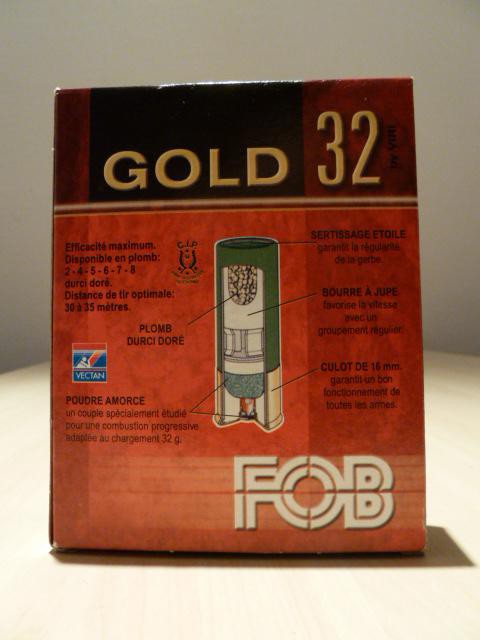 GOLD 32
by VIRI
Efficacité maximum.
Disponible en plomb:
2 - 4 - 5 - 6 - 7 - 8
durci doré.
Distance de tir optimale:
30 à 35 mètres.
C.I.P.
SERTISSAGE ETOILE
garantit la régularité
de la gerbe.
BOURRE À JUPE
favorise la vitesse
avec un
groupement régulier.
PLOMB
DURCI DORÉ
VECTAN
CULOT DE 16 mm.
garantit un bon
fonctionnement de
toutes les armes.
POUDRE AMORCE
un couple spécialement étudié
pour une combustion progressive
adaptée au chargement 32 g.
FOB